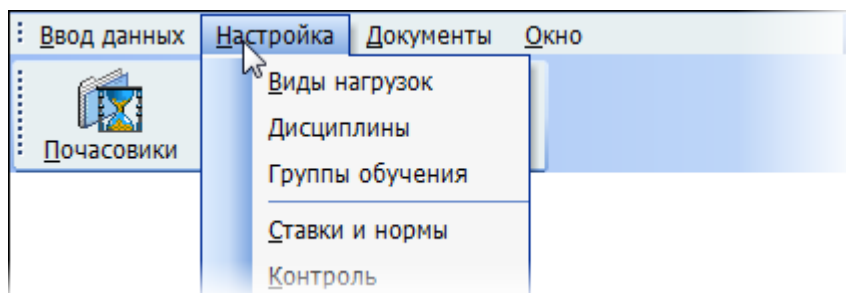 Ввод данных Настройка Документы Окно
Виды нагрузок
Дисциплины
Почасовики
Группы обучения
Ставки и нормы
Контроль